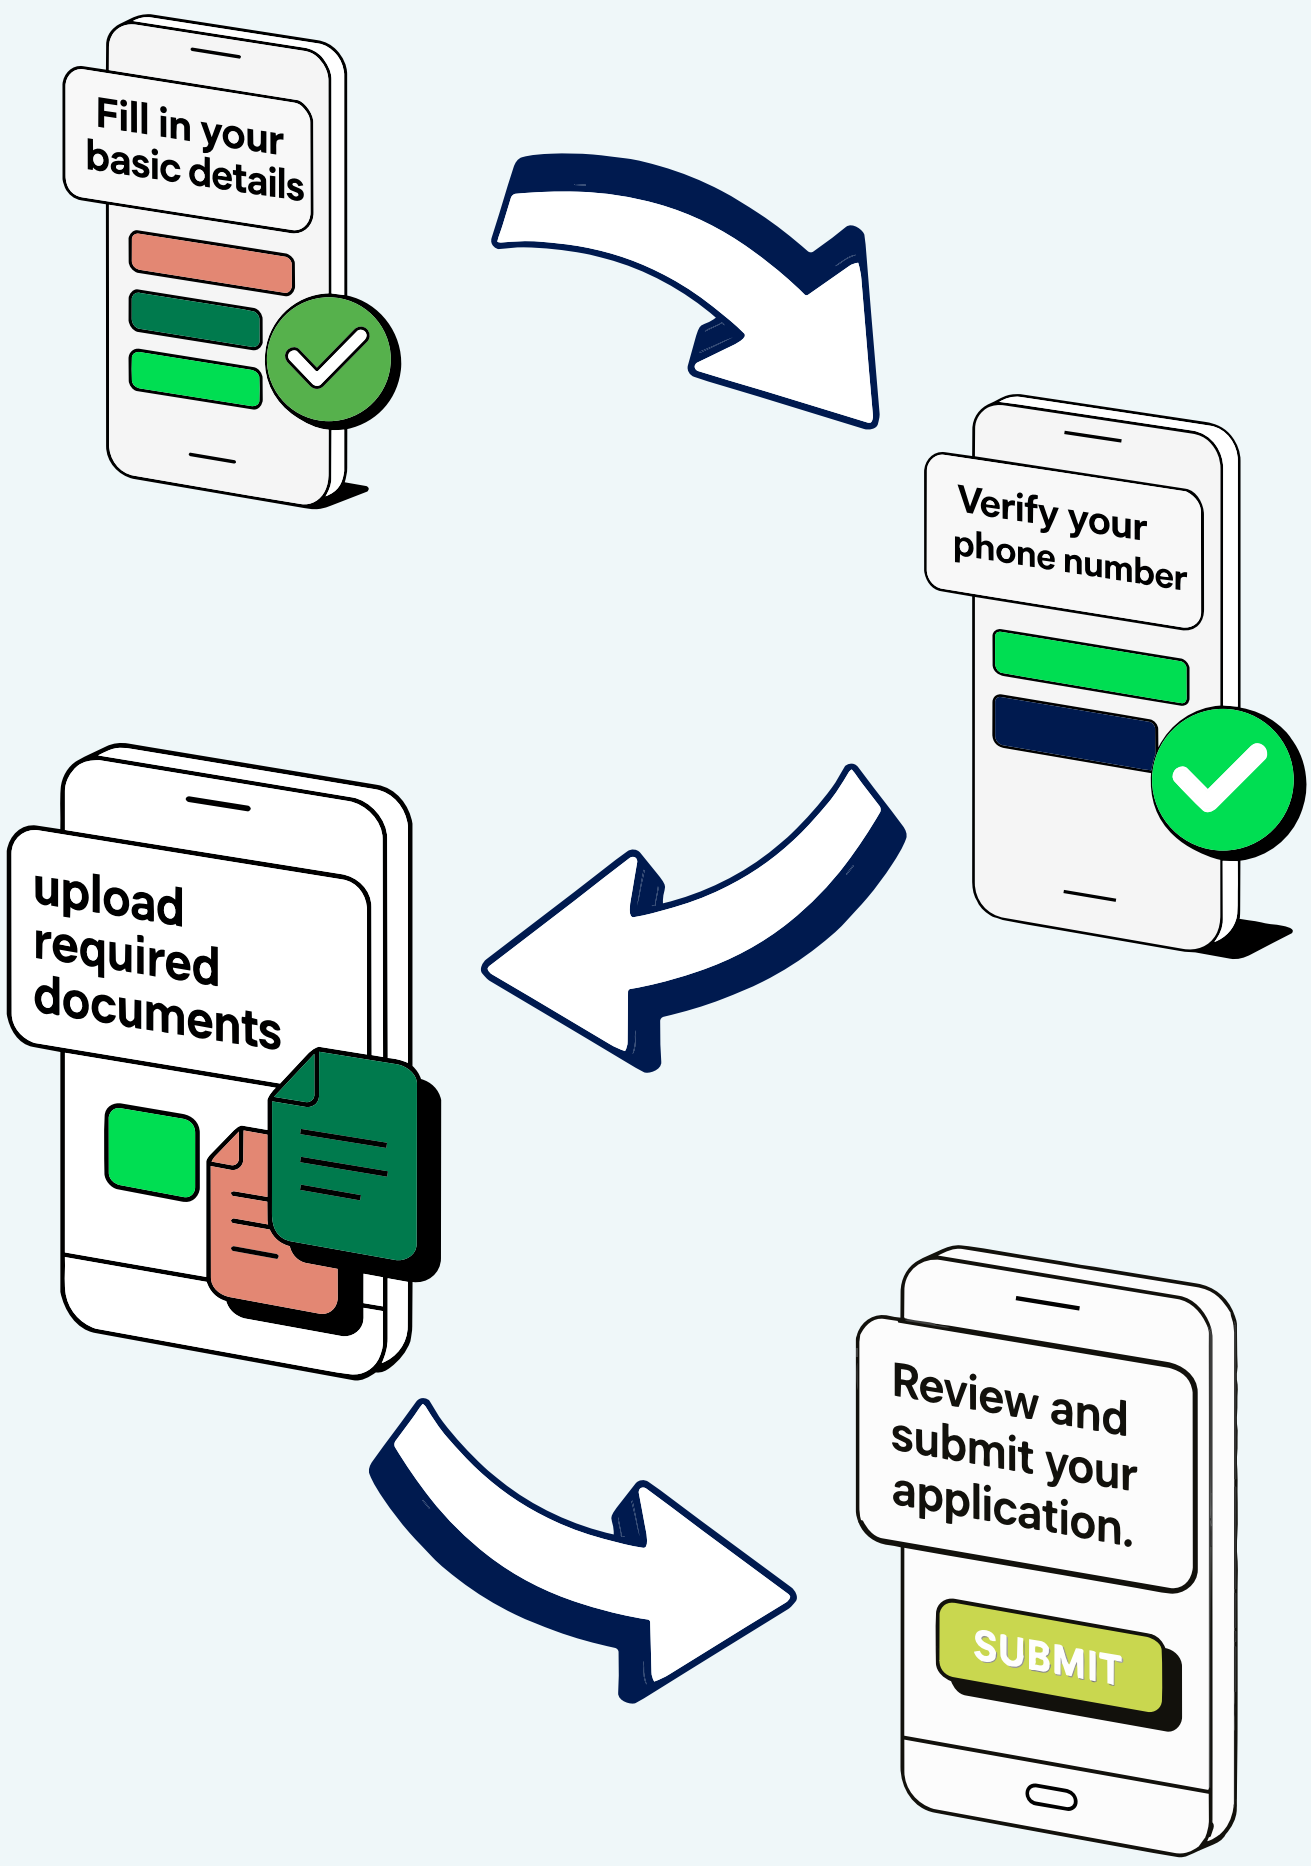 Fill in your
basic details
Verify your
phone number
upload
required
documents
Review and
submit your
application.
SUBMIT